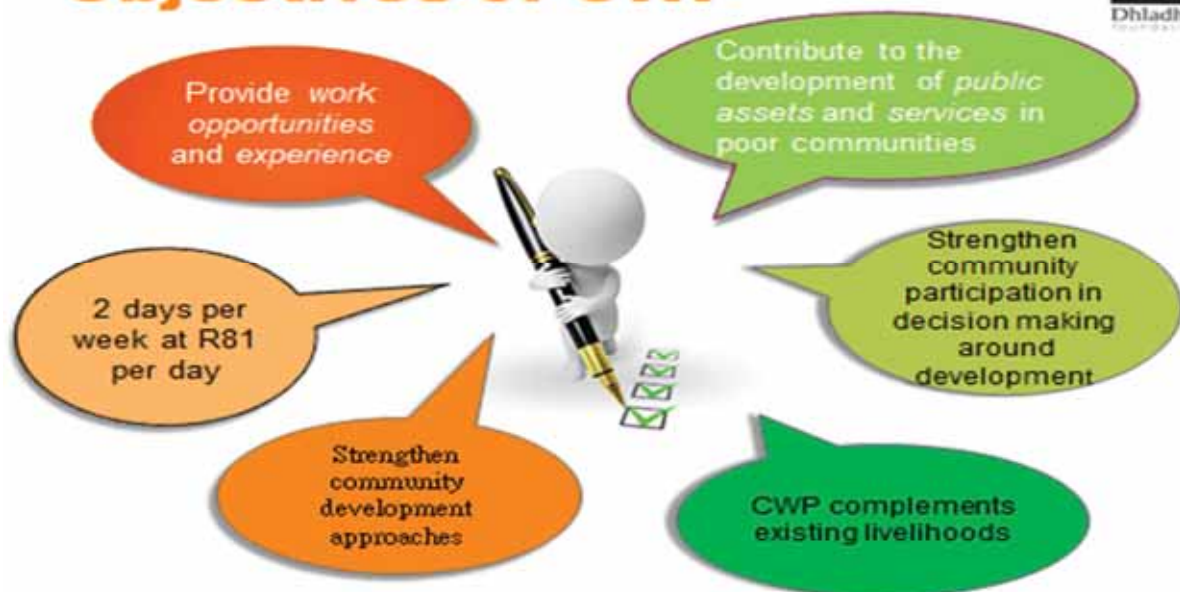 Provide work
opportunities
and experience
Contribute to the
development of public
assets and services in
poor communities
2 days per
week at R81
per day
Strengthen
community
participation in
decision making
around
development
Strengthen
community
development
approaches
CWP complements
existing livelihoods